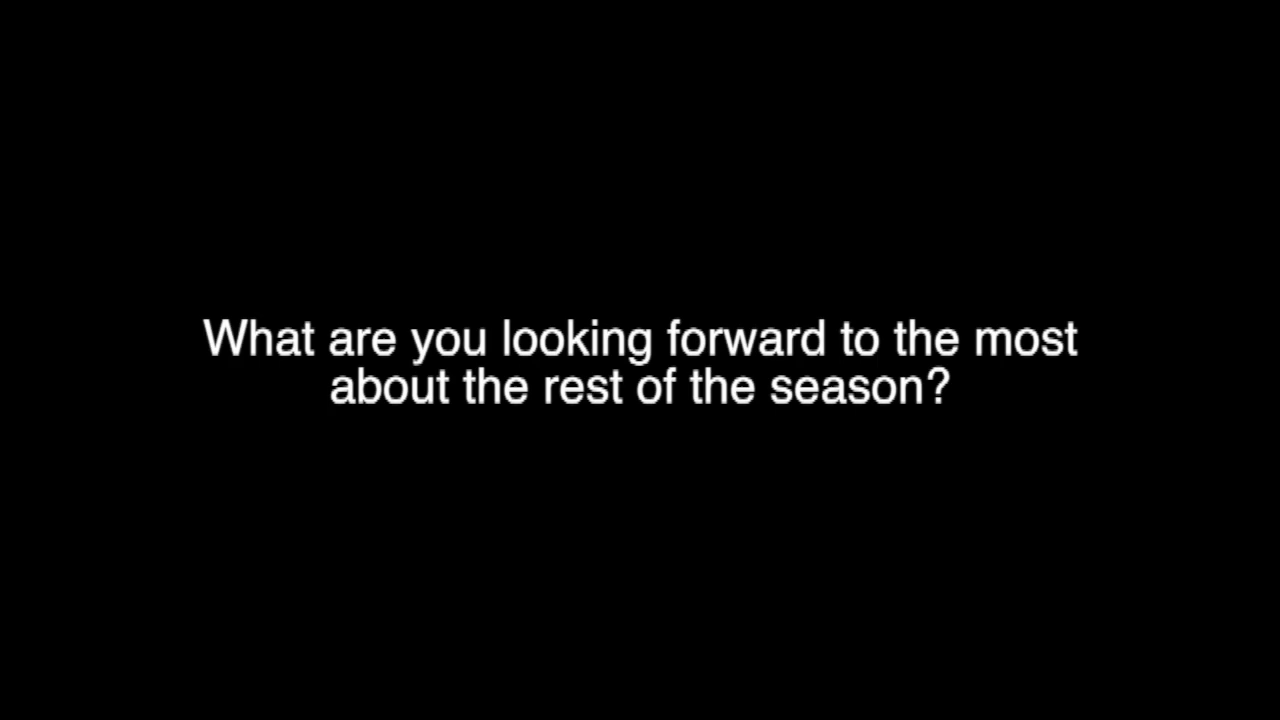 What are you looking forward to the most
about the rest of the season?